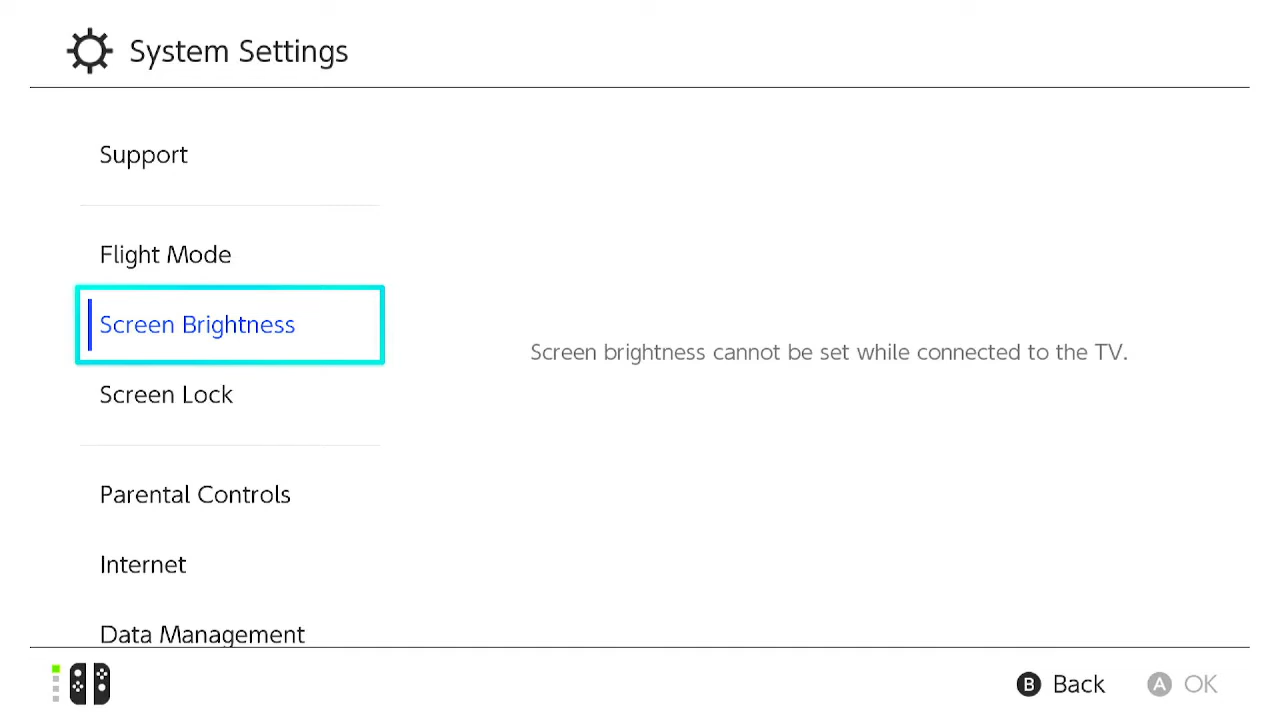 System Settings
Support
Flight Mode
Screen Brightness
Screen Lock
Parental Controls
Internet
Data Management
Screen brightness cannot be set while connected to the TV.
B Back
A OK